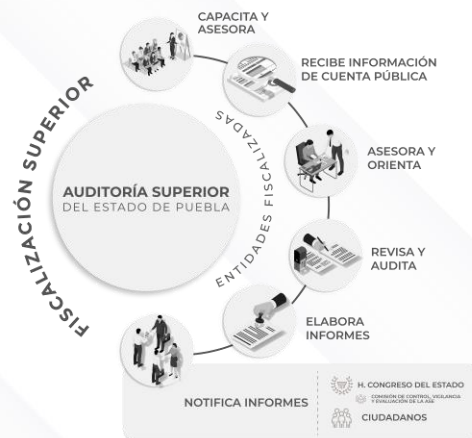 CAPACITA Y
ASESORA
RECIBE INFORMACIÓN
DE CUENTA PÚBLICA
FISCALIZACIÓN SUPERIOR
ENTIDADES FISCALIZADAS
ASESORA Y
ORIENTA
AUDITORÍA SUPERIOR
DEL ESTADO DE PUEBLA
REVISA Y
AUDITA
ELABORA
INFORMES
NOTIFICA INFORMES
H. CONGRESO DEL ESTADO
COMISIÓN DE CONTROL, VIGILANCIA
Y EVALUACIÓN DE LA ASE
CIUDADANOS